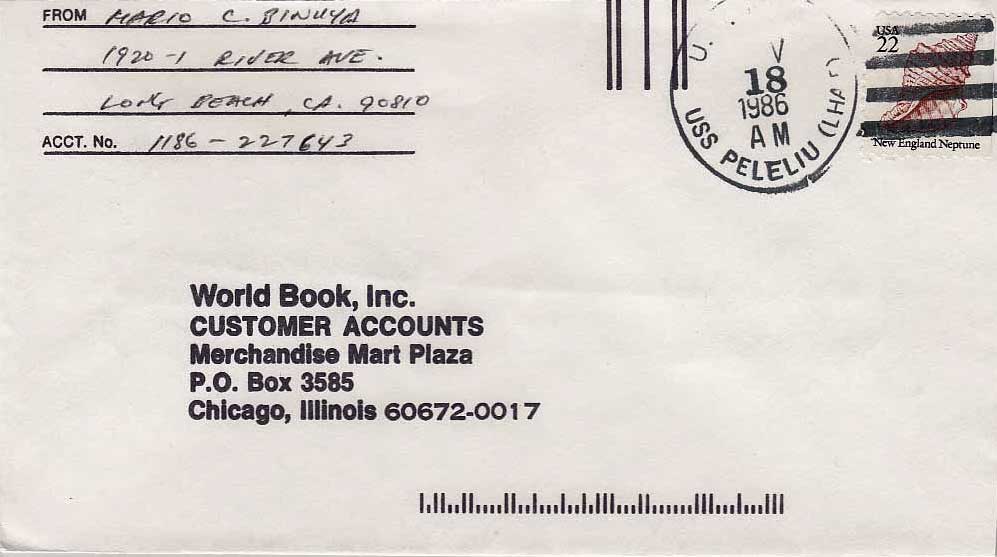 FROM MARIO C. BINUYA
1920-1 RIVER AVE.
LONG BEACH, CA. 90810
ACCT. No. 1186-227643
U. V
18
1986
AM
USS PELELIU (LHA
USA
22
New England Neptune
World Book, Inc.
CUSTOMER ACCOUNTS
Merchandise Mart Plaza
P.O. Box 3585
Chicago, Illinois 60672-0017